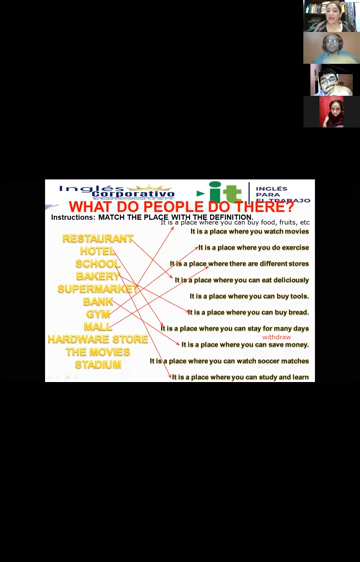 Inglés Corporativo
it INGLÉS PARA EL TRABAJO
WHAT DO PEOPLE DO THERE?
Instructions: MATCH THE PLACE WITH THE DEFINITION.
It is a place where you can buy food, fruits, etc
It is a place where you watch movies
RESTAURANT
It is a place where you do exercise
HOTEL
SCHOOL
It is a place where there are different stores
BAKERY
It is a place where you can eat deliciously
SUPERMARKET
It is a place where you can buy tools.
BANK
GYM
It is a place where you can buy bread.
MALL
It is a place where you can stay for many days
HARDWARE STORE
withdraw
It is a place where you can save money.
THE MOVIES
It is a place where you can watch soccer matches
STADIUM
It is a place where you can study and learn